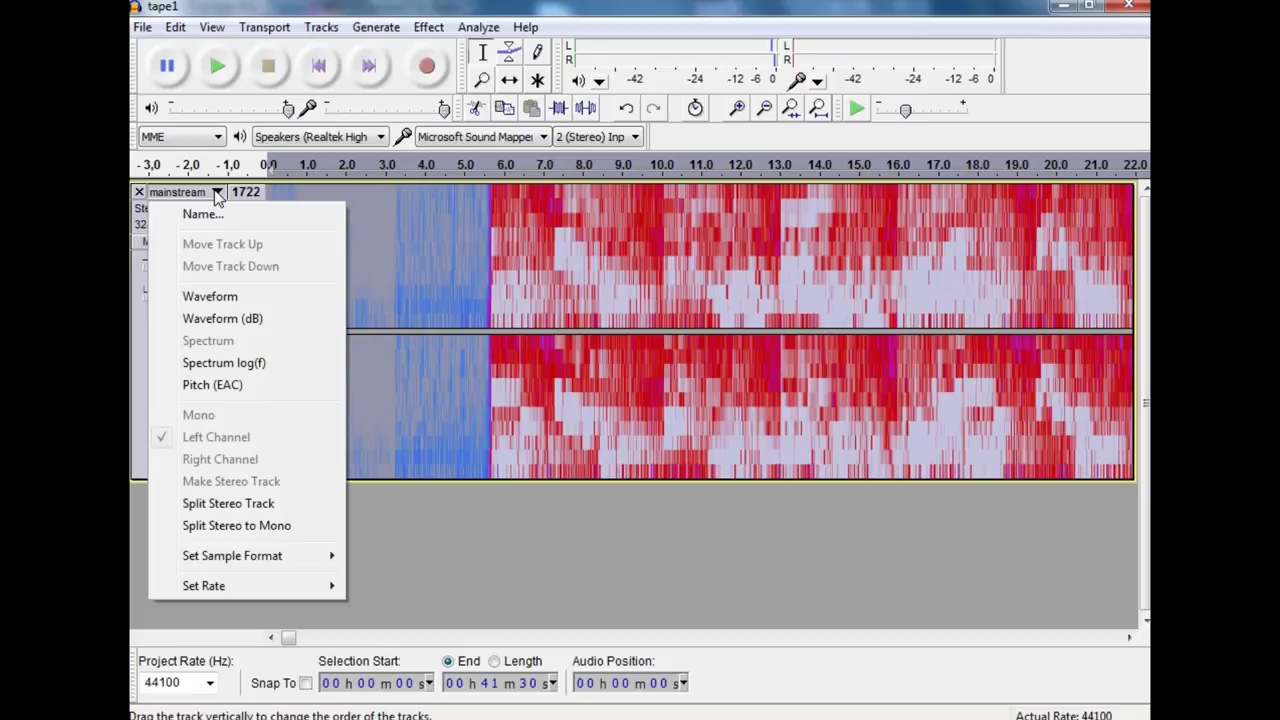 tape1
File Edit View Transport Tracks Generate Effect Analyze Help
L L
R R
-42 -24 -12 -6 0 -42 -24 -12 -6 0
MME Speakers (Realtek High Microsoft Sound Mapper 2 (Stereo) Inp
-3,0 -2,0 -1,0 0,0 1.0 2.0 3.0 4.0 5.0 6.0 7.0 8.0 9.0 10.0 11.0 12.0 13.0 14.0 15.0 16.0 17.0 18.0 19.0 20.0 21.0 22.0
mainstream 1722
Name...
Move Track Up
Move Track Down
Waveform
Waveform (dB)
Spectrum
Spectrum log(f)
Pitch (EAC)
Mono
Left Channel
Right Channel
Make Stereo Track
Split Stereo Track
Split Stereo to Mono
Set Sample Format
Set Rate
Project Rate (Hz): Selection Start: End Length Audio Position:
44100 Snap To 00 h 00 m 00 s 00 h 41 m 30 s 00 h 00 m 00 s
Drag the track vertically to change the order of the tracks. Actual Rate: 44100